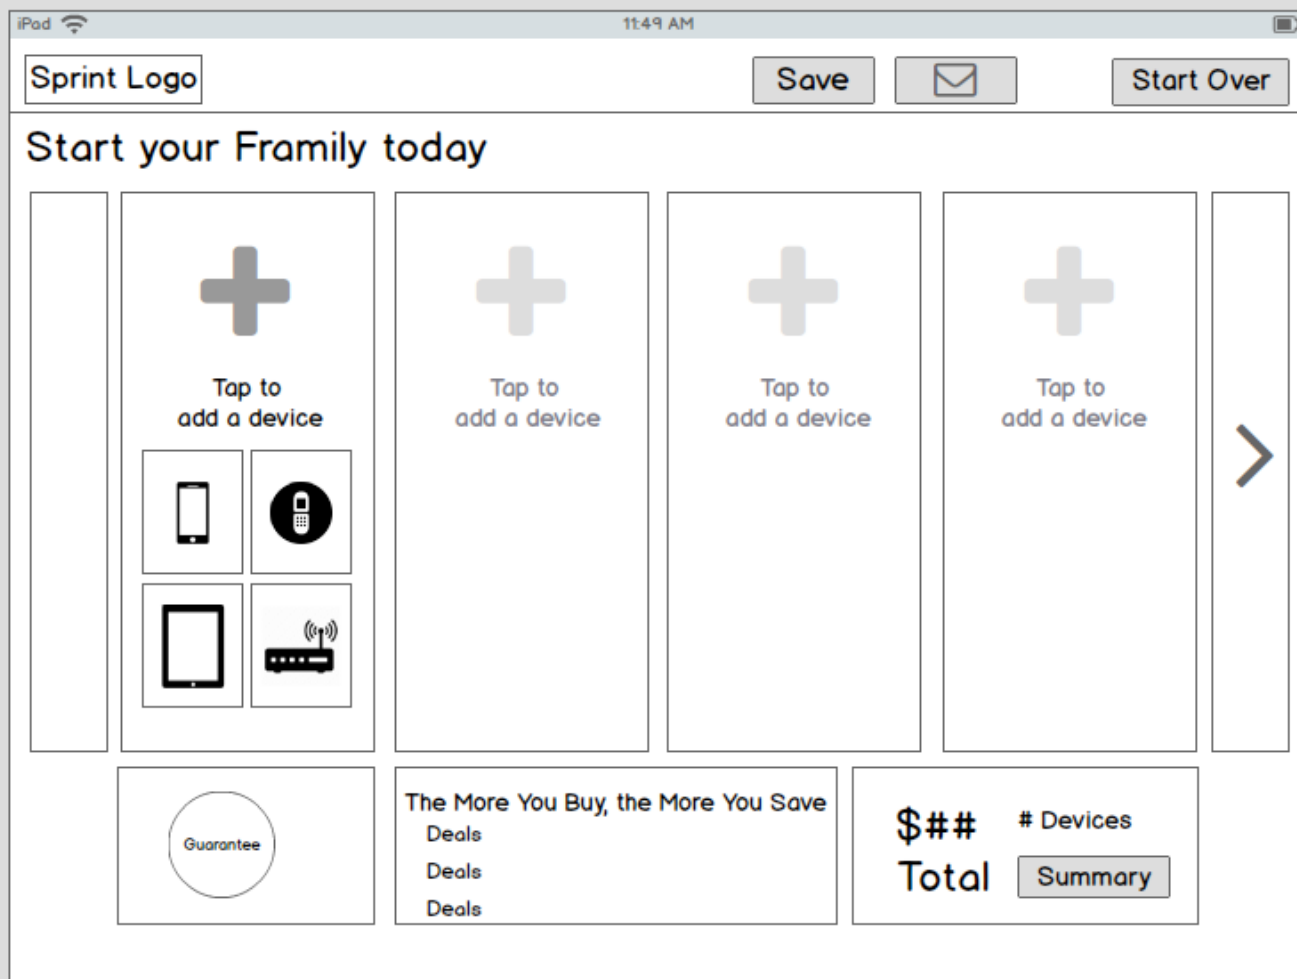 iPad
11:49 AM
Sprint Logo
Save
Start Over
Start your Framily today
Tap to
add a device
Tap to
add a device
Tap to
add a device
Tap to
add a device
Guarantee
The More You Buy, the More You Save
Deals
Deals
Deals
$##
Total
# Devices
Summary